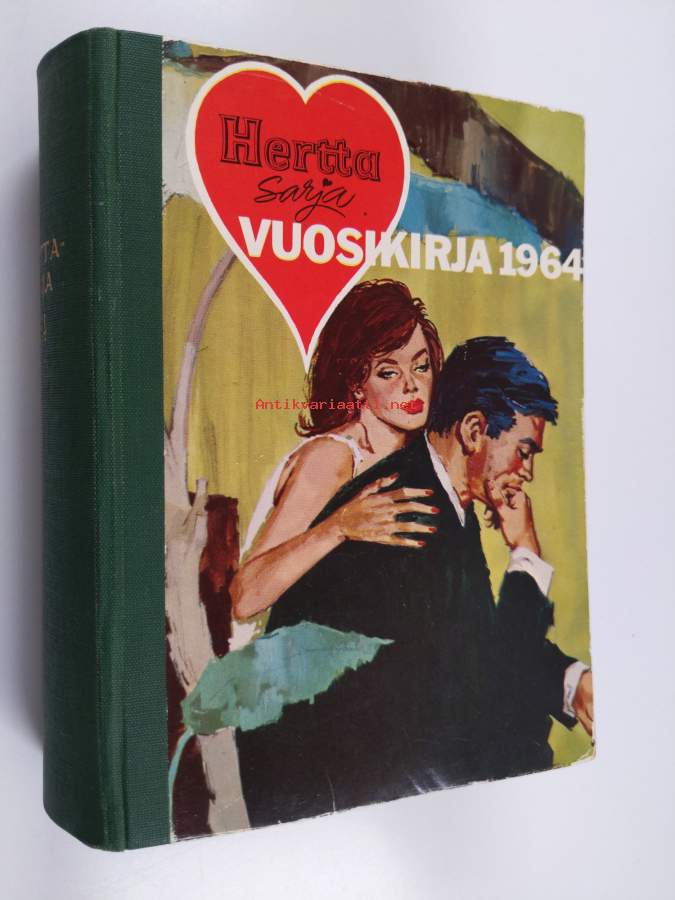 Hertta
sarja
VUOSIKIRJA 1964
Antikvariaatti.net